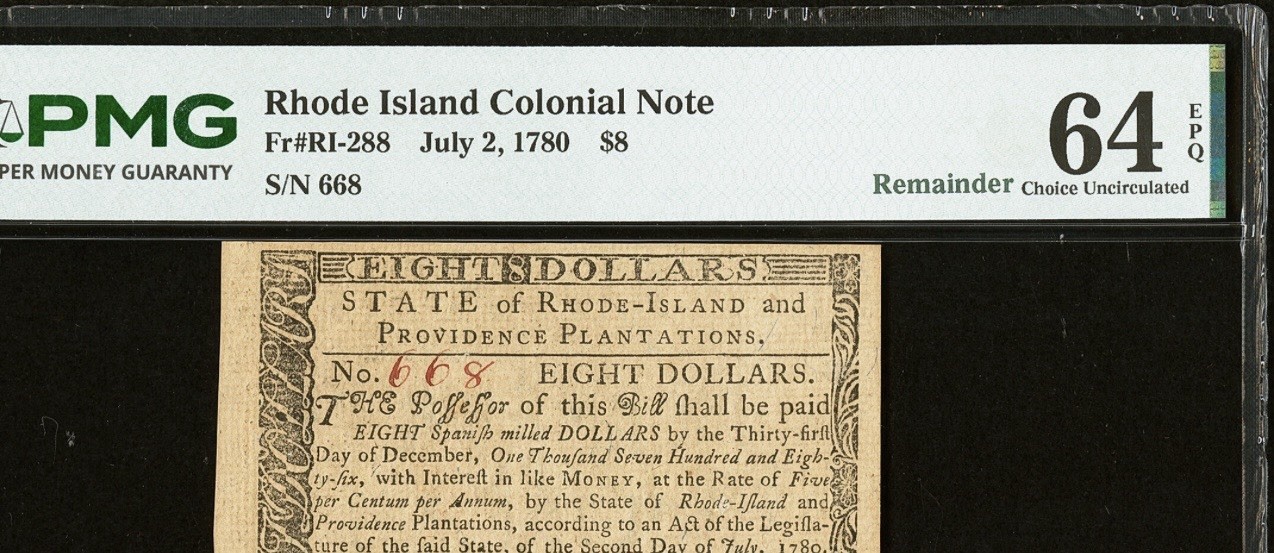 PMG
PER MONEY GUARANTY
Rhode Island Colonial Note
Fr#RI-288 July 2, 1780 $8
S/N 668
64
EPQ
Remainder Choice Uncirculated
EIGHT 8 DOLLARS
STATE of RHODE-ISLAND and
PROVIDENCE PLANTATIONS,
No. 668 EIGHT DOLLARS.
THE Poſſeſſor of this Bill ſhall be paid
EIGHT Spaniſh milled DOLLARS by the Thirty-firſt
Day of December, One Thouſand Seven Hundred and Eigh-
ty-ſix, with Intereſt in like MONEY, at the Rate of Five
per Centum per Annum, by the State of Rhode-Iſland and
Providence Plantations, according to an Act of the Legiſla-
ture of the ſaid State, of the Second Day of July, 1780.